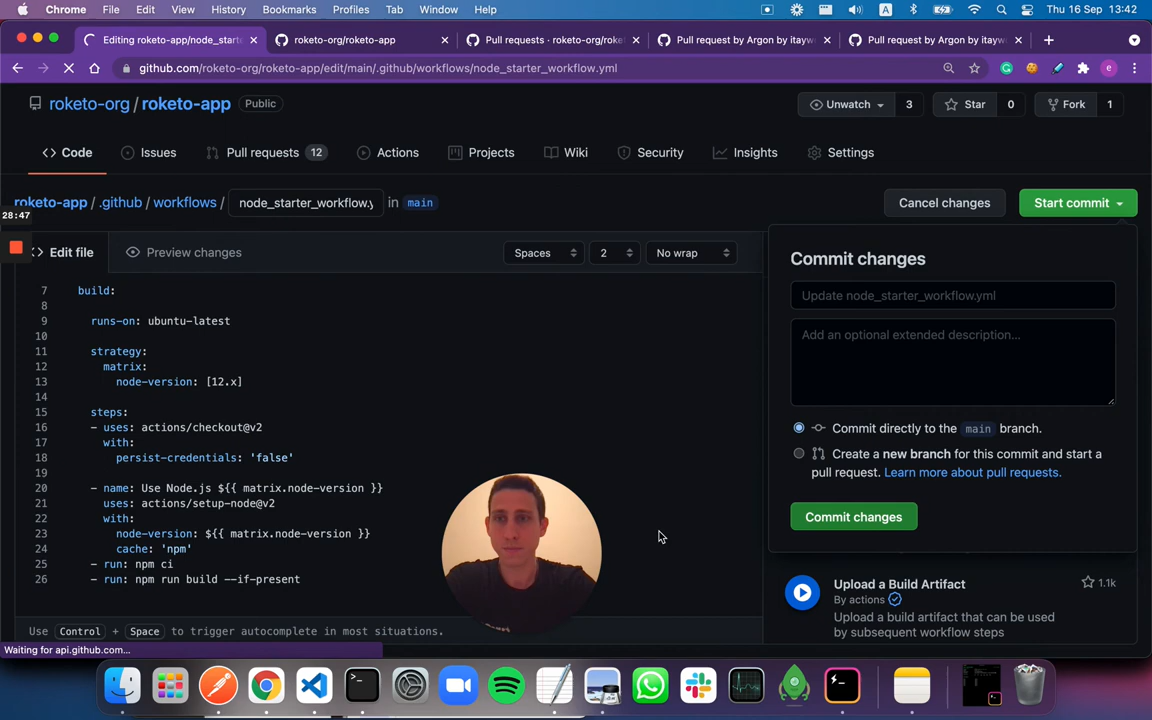 Chrome File Edit View History Bookmarks Profiles Tab Window Help A Thu 16 Sep 13:42
Editing roketo-app/node_starte
roketo-org/roketo-app
Pull requests · roketo-org/roke
Pull request by Argon by itayw
Pull request by Argon by itayw
github.com/roketo-org/roketo-app/edit/main/.github/workflows/node_starter_workflow.yml
e
roketo-org / roketo-app Public
Unwatch 3
Star 0
Fork 1
Code
Issues
Pull requests 12
Actions
Projects
Wiki
Security
Insights
Settings
roketo-app / .github / workflows / node_starter_workflow.y in main
Cancel changes
Start commit
28:47
Edit file
Preview changes
Spaces
2
No wrap
7 build:
8
9 runs-on: ubuntu-latest
10
11 strategy:
12 matrix:
13 node-version: [12.x]
14
15 steps:
16 - uses: actions/checkout@v2
17 with:
18 persist-credentials: 'false'
19
20 - name: Use Node.js ${{ matrix.node-version }}
21 uses: actions/setup-node@v2
22 with:
23 node-version: ${{ matrix.node-version }}
24 cache: 'npm'
25 - run: npm ci
26 - run: npm run build --if-present
Use Control + Space to trigger autocomplete in most situations.
Commit changes
Update node_starter_workflow.yml
Add an optional extended description...
Commit directly to the main branch.
Create a new branch for this commit and start a
pull request. Learn more about pull requests.
Commit changes
Upload a Build Artifact
1.1k
By actions
Upload a build artifact that can be used
by subsequent workflow steps
Waiting for api.github.com...